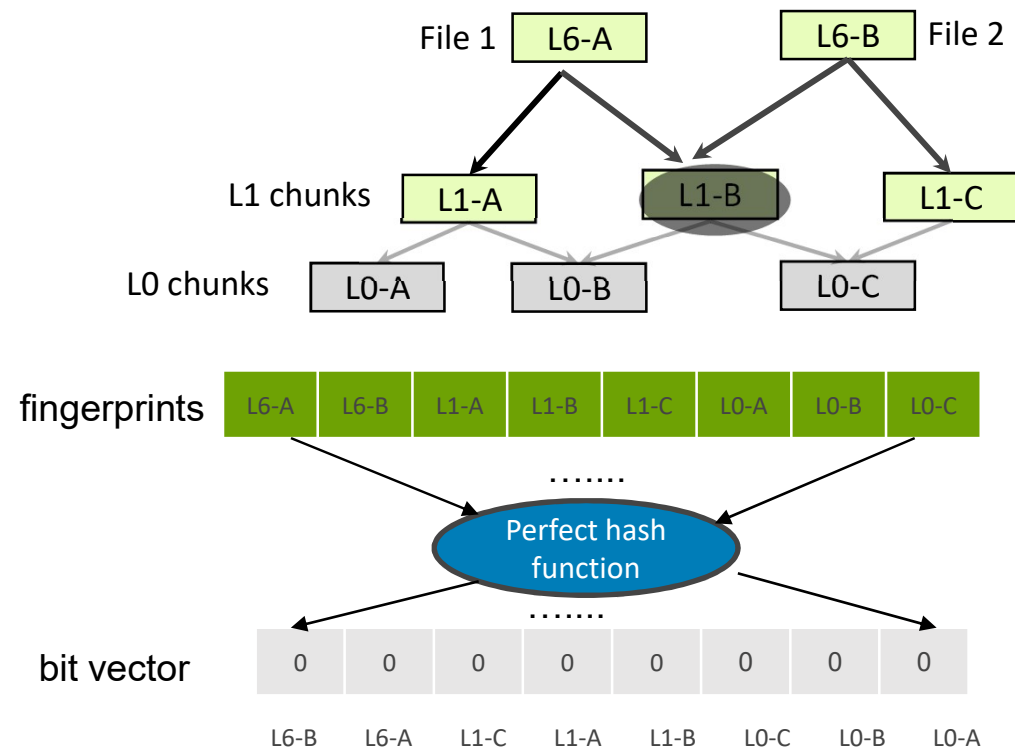 File 1
L6-A
L6-B
File 2
L1 chunks
L1-A
L1-B
L1-C
L0 chunks
L0-A
L0-B
L0-C
fingerprints
L6-A
L6-B
L1-A
L1-B
L1-C
L0-A
L0-B
L0-C
.......
Perfect hash
function
.......
bit vector
0
0
0
0
0
0
0
0
L6-B
L6-A
L1-C
L1-A
L1-B
L0-C
L0-B
L0-A